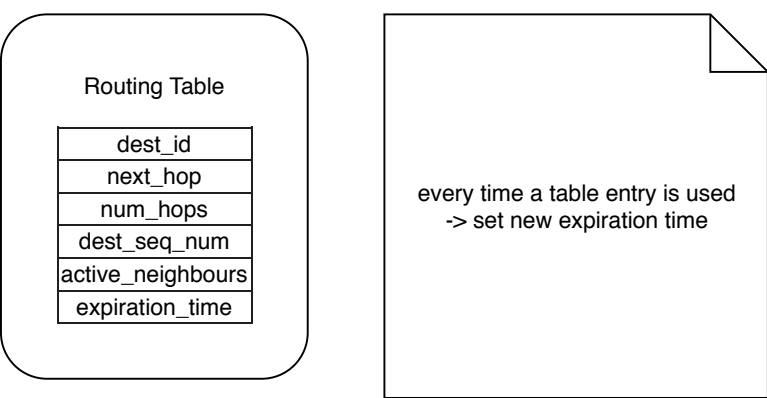 Routing Table
dest_id
next_hop
num_hops
dest_seq_num
active_neighbours
expiration_time
every time a table entry is used
-> set new expiration time